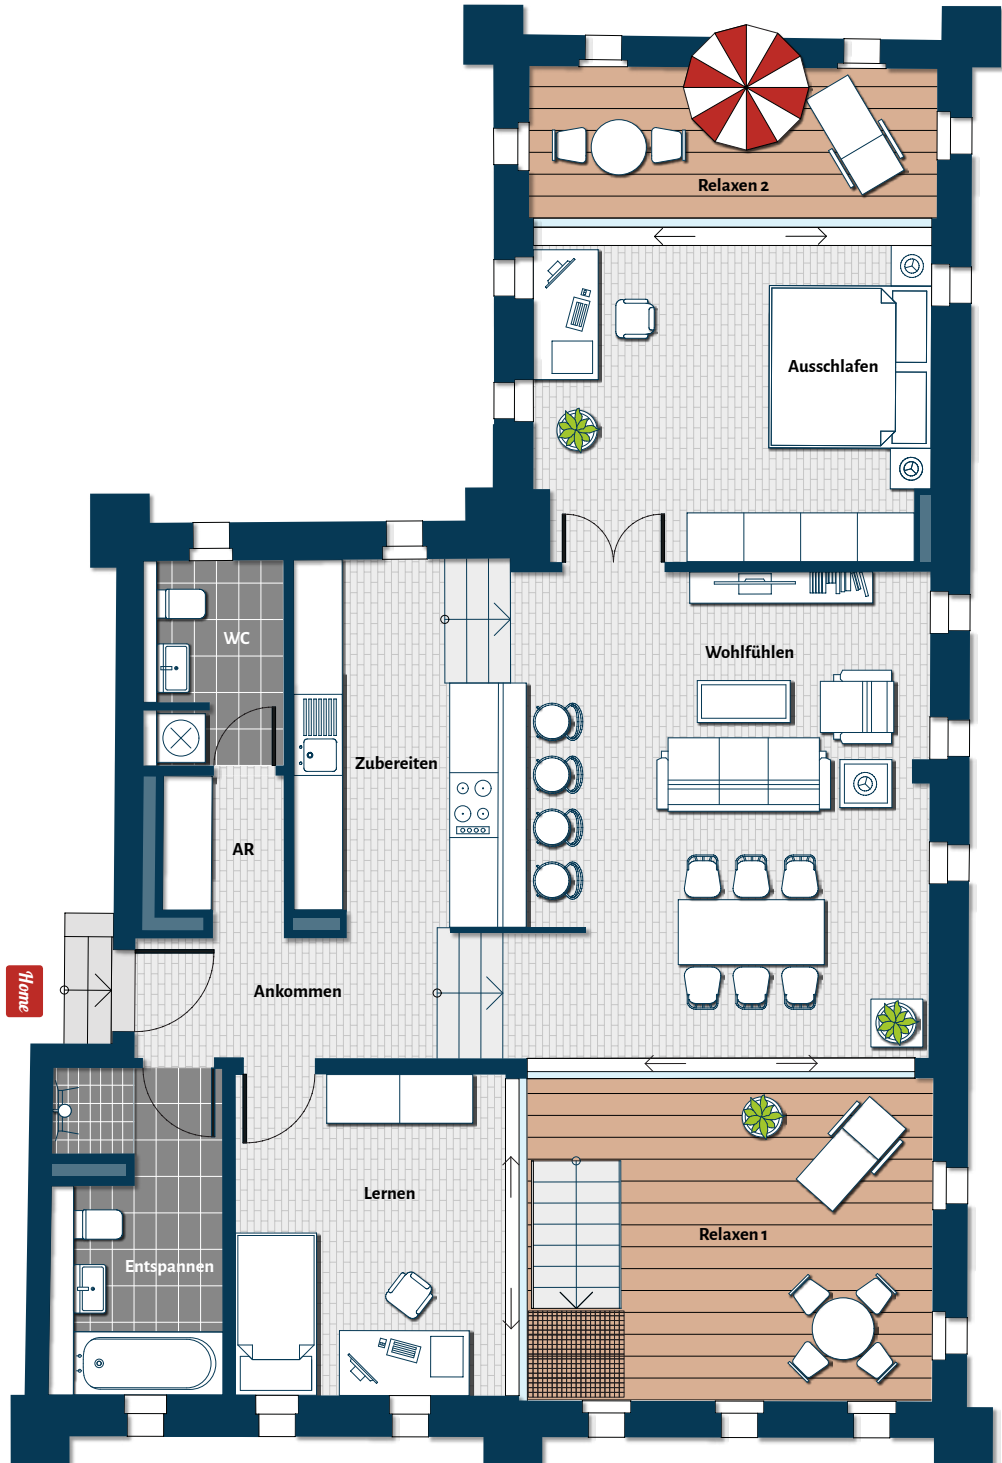 Relaxen 2
Ausschlafen
WC
Wohlfühlen
Zubereiten
AR
Home
Ankommen
Lernen
Relaxen 1
Entspannen